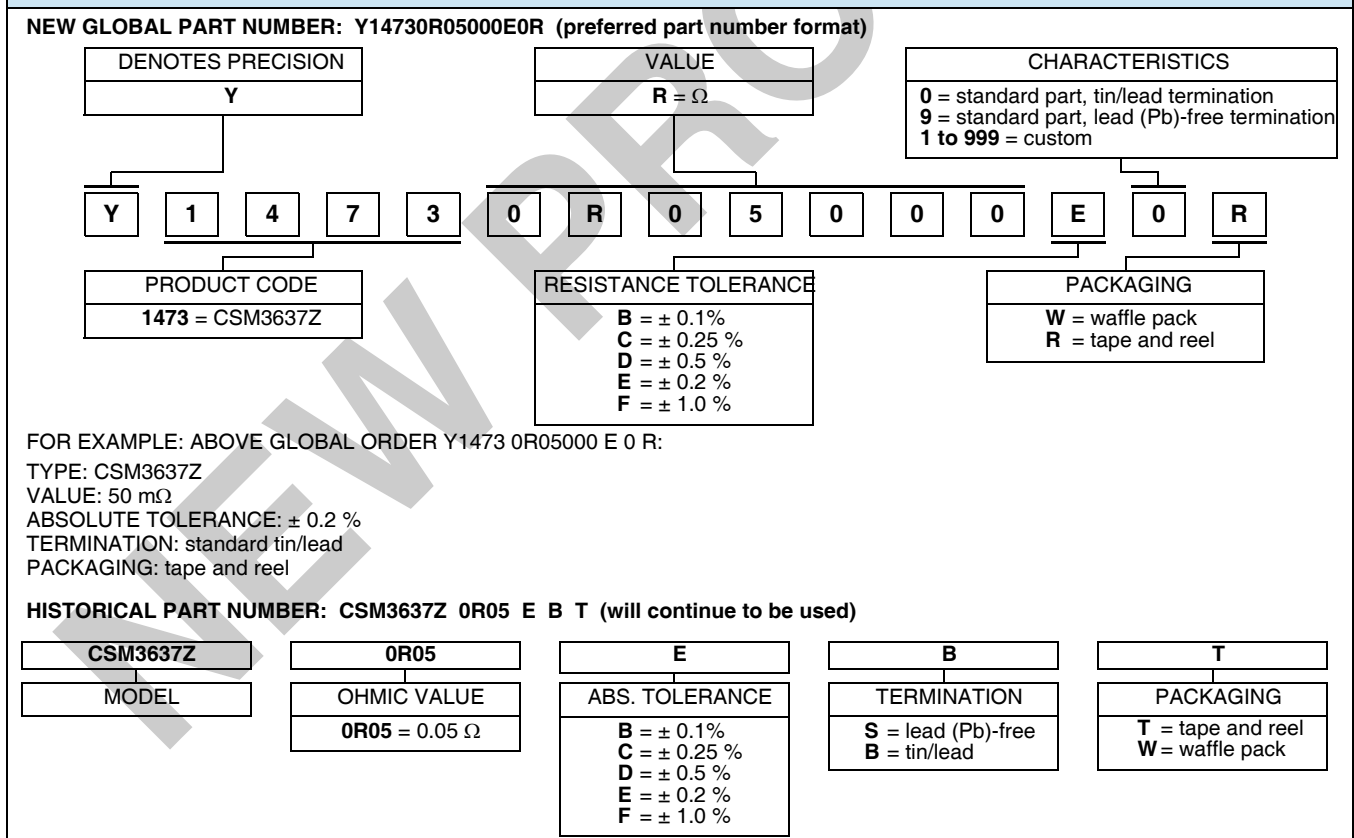 NEW GLOBAL PART NUMBER: Y14730R05000E0R (preferred part number format)
DENOTES PRECISION
Y
VALUE
R = Ω
CHARACTERISTICS
0 = standard part, tin/lead termination
9 = standard part, lead (Pb)-free termination
1 to 999 = custom
Y 1 4 7 3 0 R 0 5 0 0 0 E 0 R
PRODUCT CODE
1473 = CSM3637Z
RESISTANCE TOLERANCE
B = ± 0.1%
C = ± 0.25 %
D = ± 0.5 %
E = ± 0.2 %
F = ± 1.0 %
PACKAGING
W = waffle pack
R = tape and reel
FOR EXAMPLE: ABOVE GLOBAL ORDER Y1473 0R05000 E 0 R:
TYPE: CSM3637Z
VALUE: 50 mΩ
ABSOLUTE TOLERANCE: ± 0.2 %
TERMINATION: standard tin/lead
PACKAGING: tape and reel
HISTORICAL PART NUMBER: CSM3637Z 0R05 E B T (will continue to be used)
CSM3637Z
MODEL
0R05
OHMIC VALUE
0R05 = 0.05 Ω
E
ABS. TOLERANCE
B = ± 0.1%
C = ± 0.25 %
D = ± 0.5 %
E = ± 0.2 %
F = ± 1.0 %
B
TERMINATION
S = lead (Pb)-free
B = tin/lead
T
PACKAGING
T = tape and reel
W = waffle pack
NEW PRO